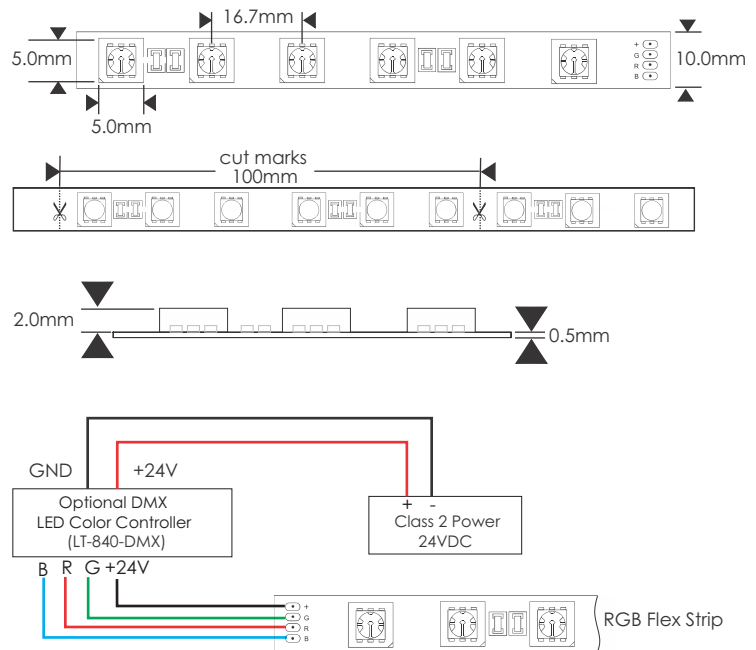 16.7mm
5.0mm
+
G
R
B
10.0mm
5.0mm
cut marks
100mm
2.0mm
0.5mm
GND
+24V
+ -
Optional DMX
LED Color Controller
(LT-840-DMX)
Class 2 Power
24VDC
B R G +24V
+
G
R
B
RGB Flex Strip